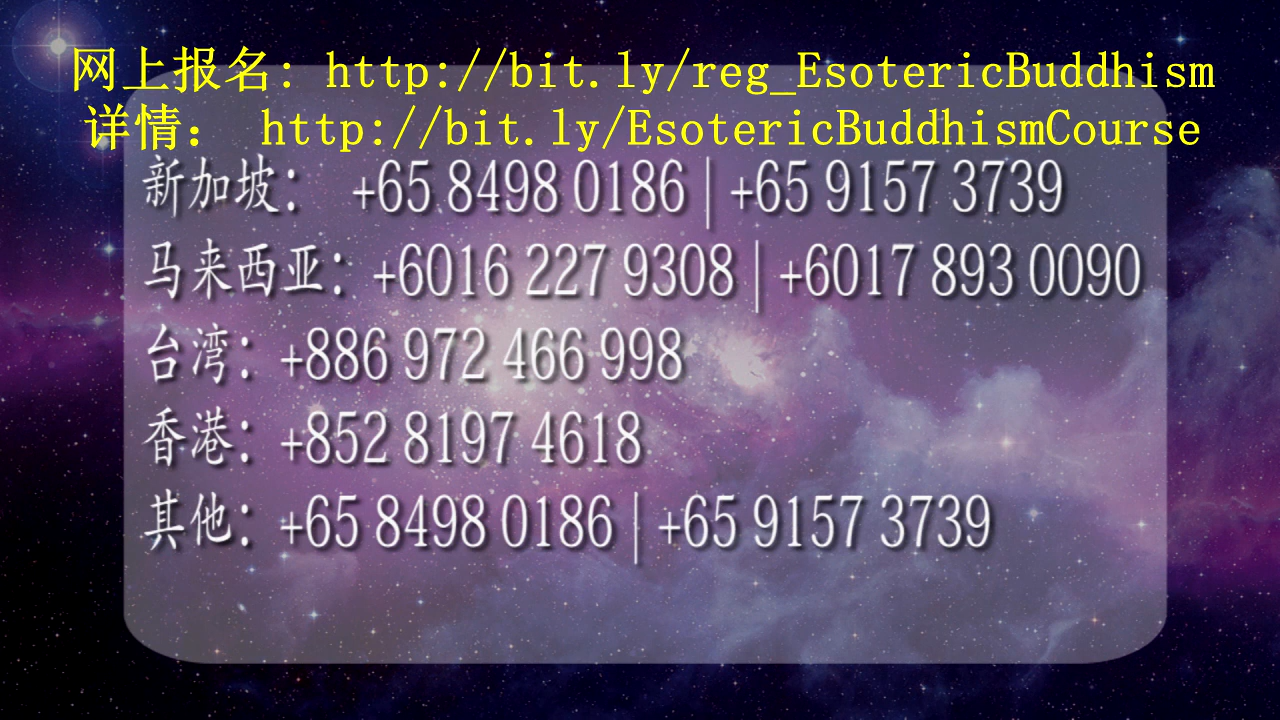 网上报名: http://bit.ly/reg_EsotericBuddhism
详情: http://bit.ly/EsotericBuddhismCourse
新加坡: +65 8498 0186 | +65 9157 3739
马来西亚: +6016 227 9308 | +6017 893 0090
台湾: +886 972 466 998
香港: +852 8197 4618
其他: +65 8498 0186 | +65 9157 3739